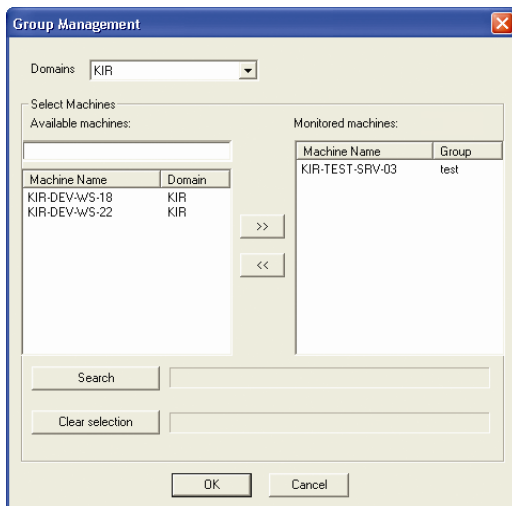 Group Management
Domains KIR
Select Machines
Available machines:
Monitored machines:
Machine Name Group
KIR-TEST-SRV-03 test
Machine Name Domain
KIR-DEV-WS-18 KIR
KIR-DEV-WS-22 KIR
>>
<<
Search
Clear selection
OK Cancel